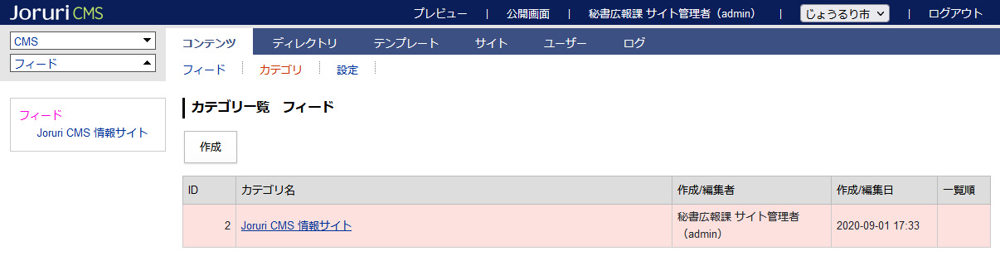 Joruri CMS
プレビュー | 公開画面 | 秘書広報課 サイト管理者（admin） | じょうるり市 | ログアウト
CMS
フィード
コンテンツ ディレクトリ テンプレート サイト ユーザー ログ
フィード カテゴリ 設定
フィード
Joruri CMS 情報サイト
カテゴリ一覧　フィード
作成
ID カテゴリ名 作成/編集者 作成/編集日 一覧順
2 Joruri CMS 情報サイト 秘書広報課 サイト管理者 2020-09-01 17:33
（admin）